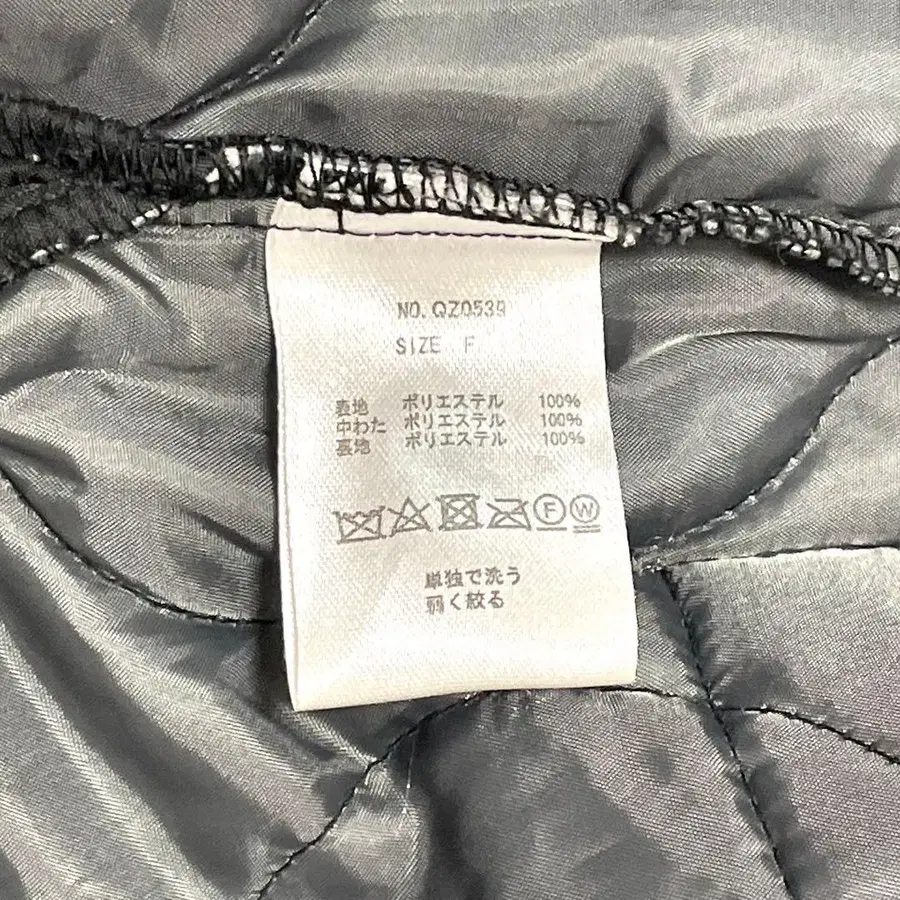 NO. QZ0539
SIZE F
表地 ポリエステル 100%
中わた ポリエステル 100%
裏地 ポリエステル 100%
F W
単独で洗う
弱く絞る